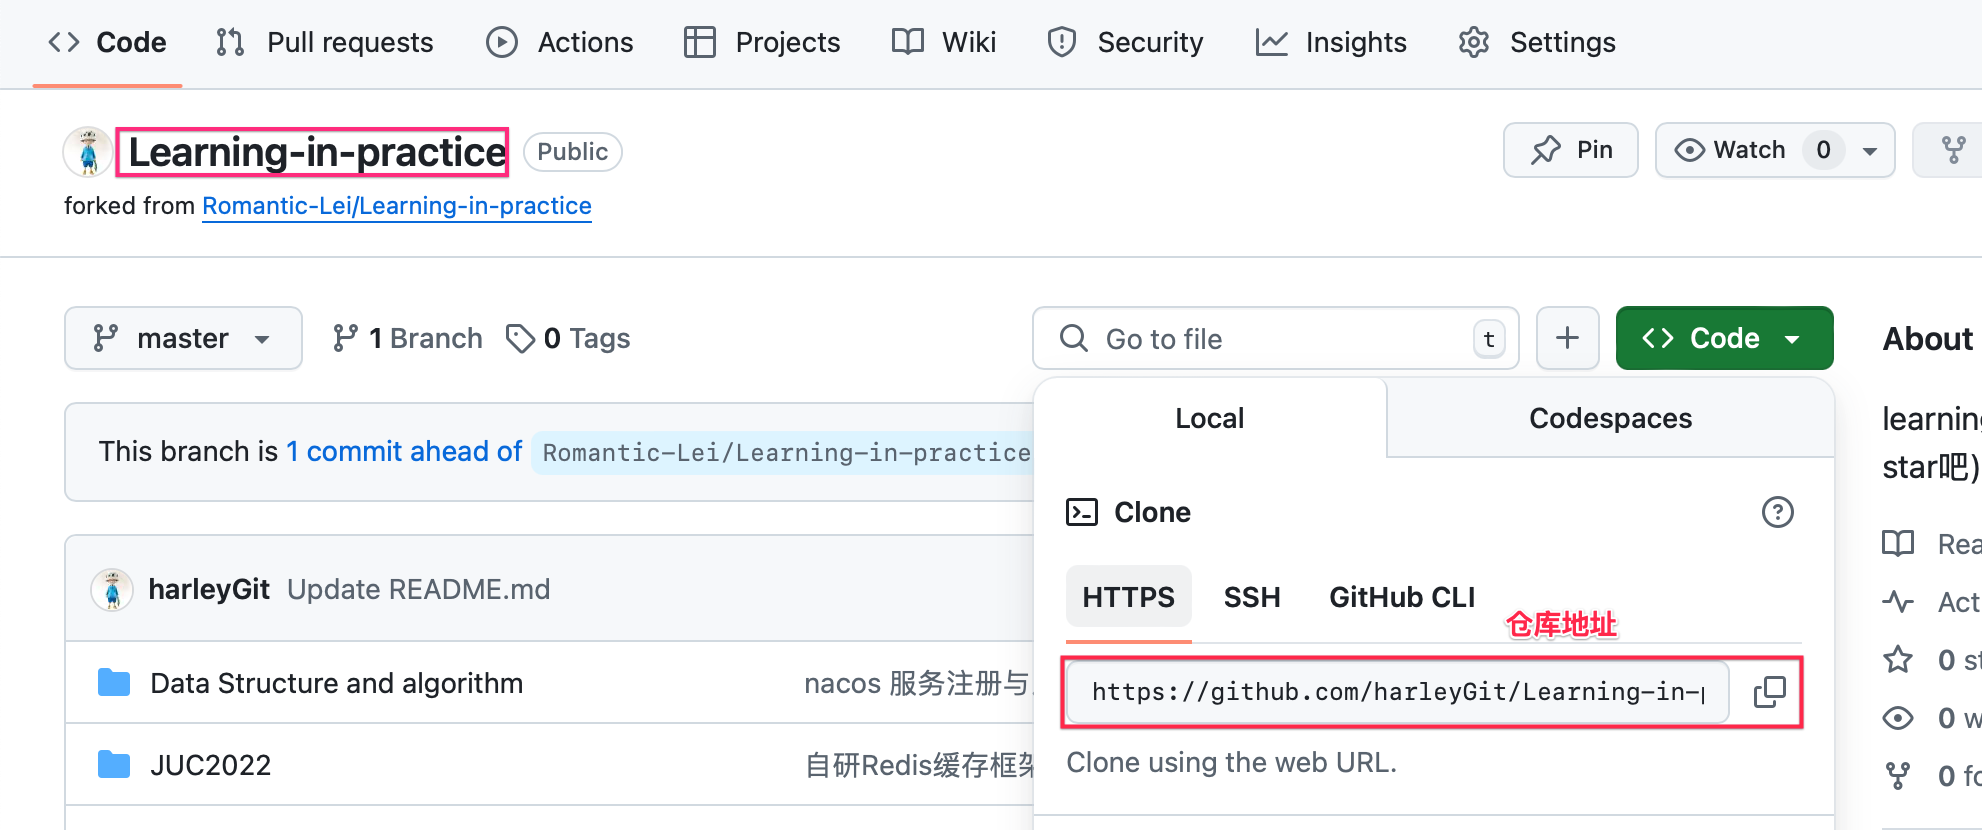 Code Pull requests Actions Projects Wiki Security Insights Settings
Learning-in-practice Public
Pin Watch 0
forked from Romantic-Lei/Learning-in-practice
master 1 Branch 0 Tags
Go to file t
Code
About
Local Codespaces
This branch is 1 commit ahead of Romantic-Lei/Learning-in-practice
star吧)
Clone
harleyGit Update README.md
HTTPS SSH GitHub CLI
仓库地址
Data Structure and algorithm nacos 服务注册与
https://github.com/harleyGit/Learning-in-
JUC2022 自研Redis缓存框架
Clone using the web URL.
0
0
0